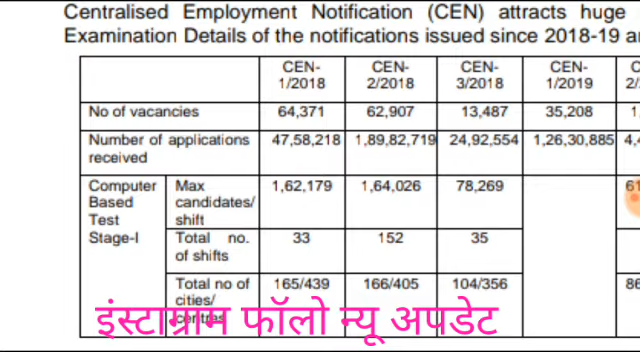 Centralised Employment Notification (CEN) attracts huge
Examination Details of the notifications issued since 2018-19
CEN-1/2018 CEN-2/2018 CEN-3/2018 CEN-1/2019
No of vacancies 64,371 62,907 13,487 35,208
Number of applications received 47,58,218 1,89,82,719 24,92,554 1,26,30,885
Computer Based Test Stage-I Max candidates/shift 1,62,179 1,64,026 78,269
Total no. of shifts 33 152 35
Total no of cities/centres 165/439 166/405 104/356
इंस्टाग्राम फॉलो न्यू अपडेट